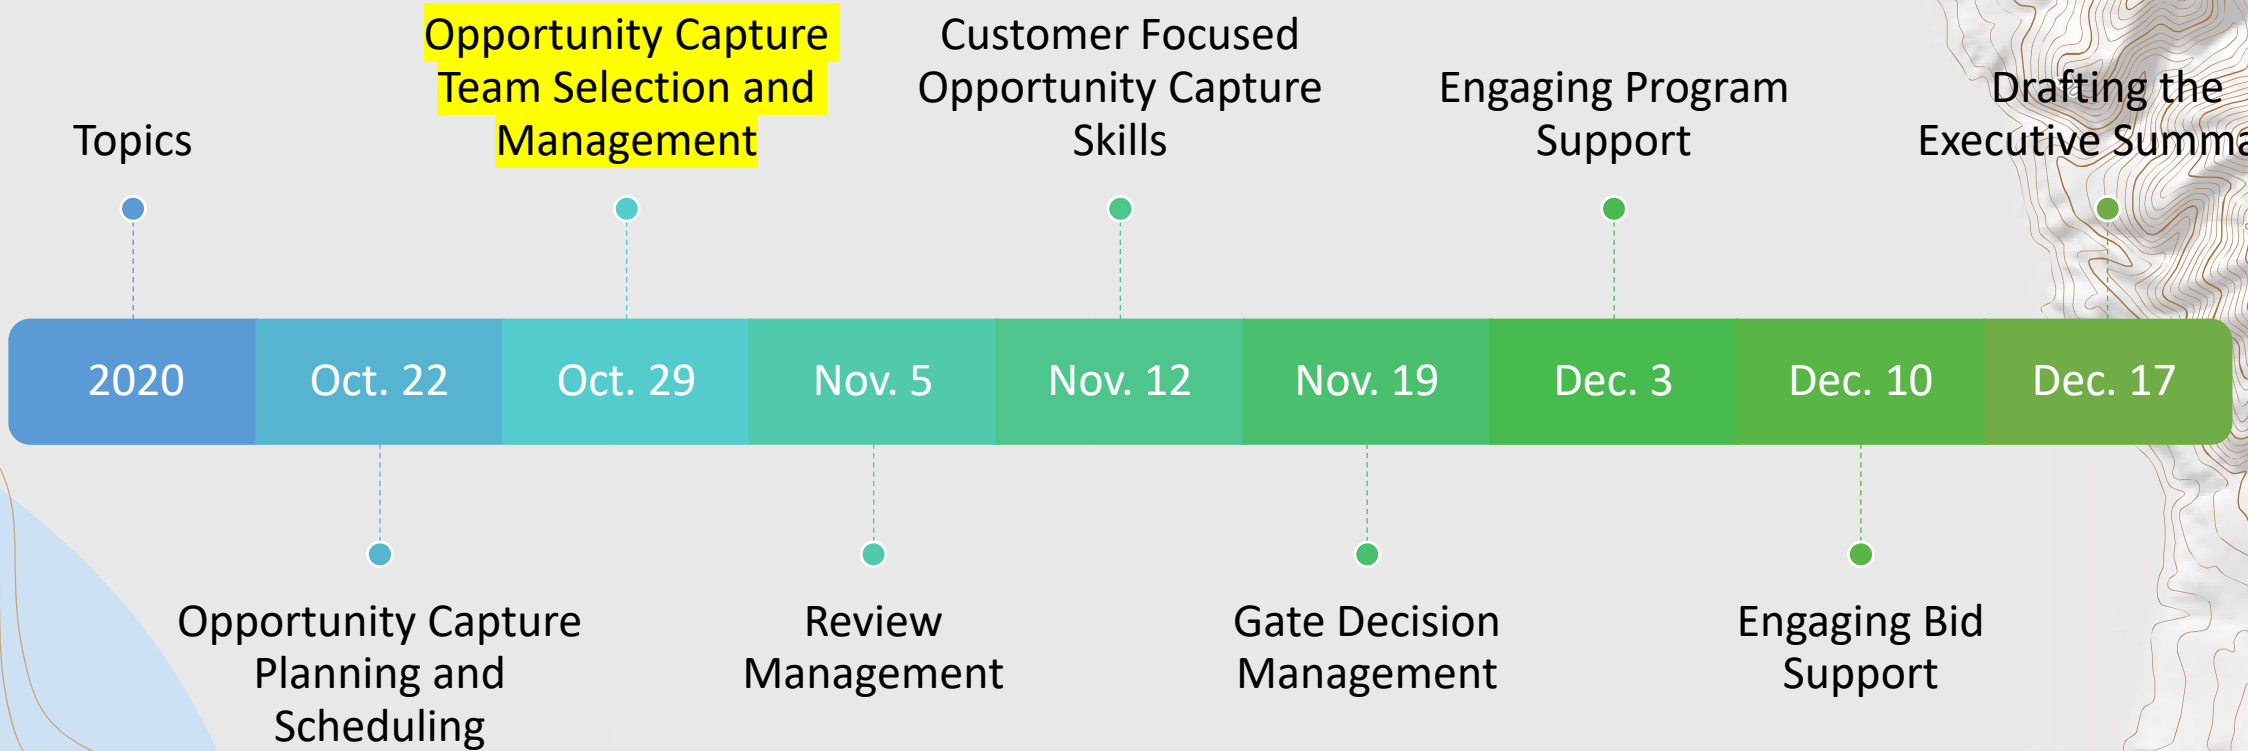 Topics
Opportunity Capture
Team Selection and
Management
Customer Focused
Opportunity Capture
Skills
Engaging Program
Support
Drafting the
Executive Summa
2020
Oct. 22
Oct. 29
Nov. 5
Nov. 12
Nov. 19
Dec. 3
Dec. 10
Dec. 17
Opportunity Capture
Planning and
Scheduling
Review
Management
Gate Decision
Management
Engaging Bid
Support